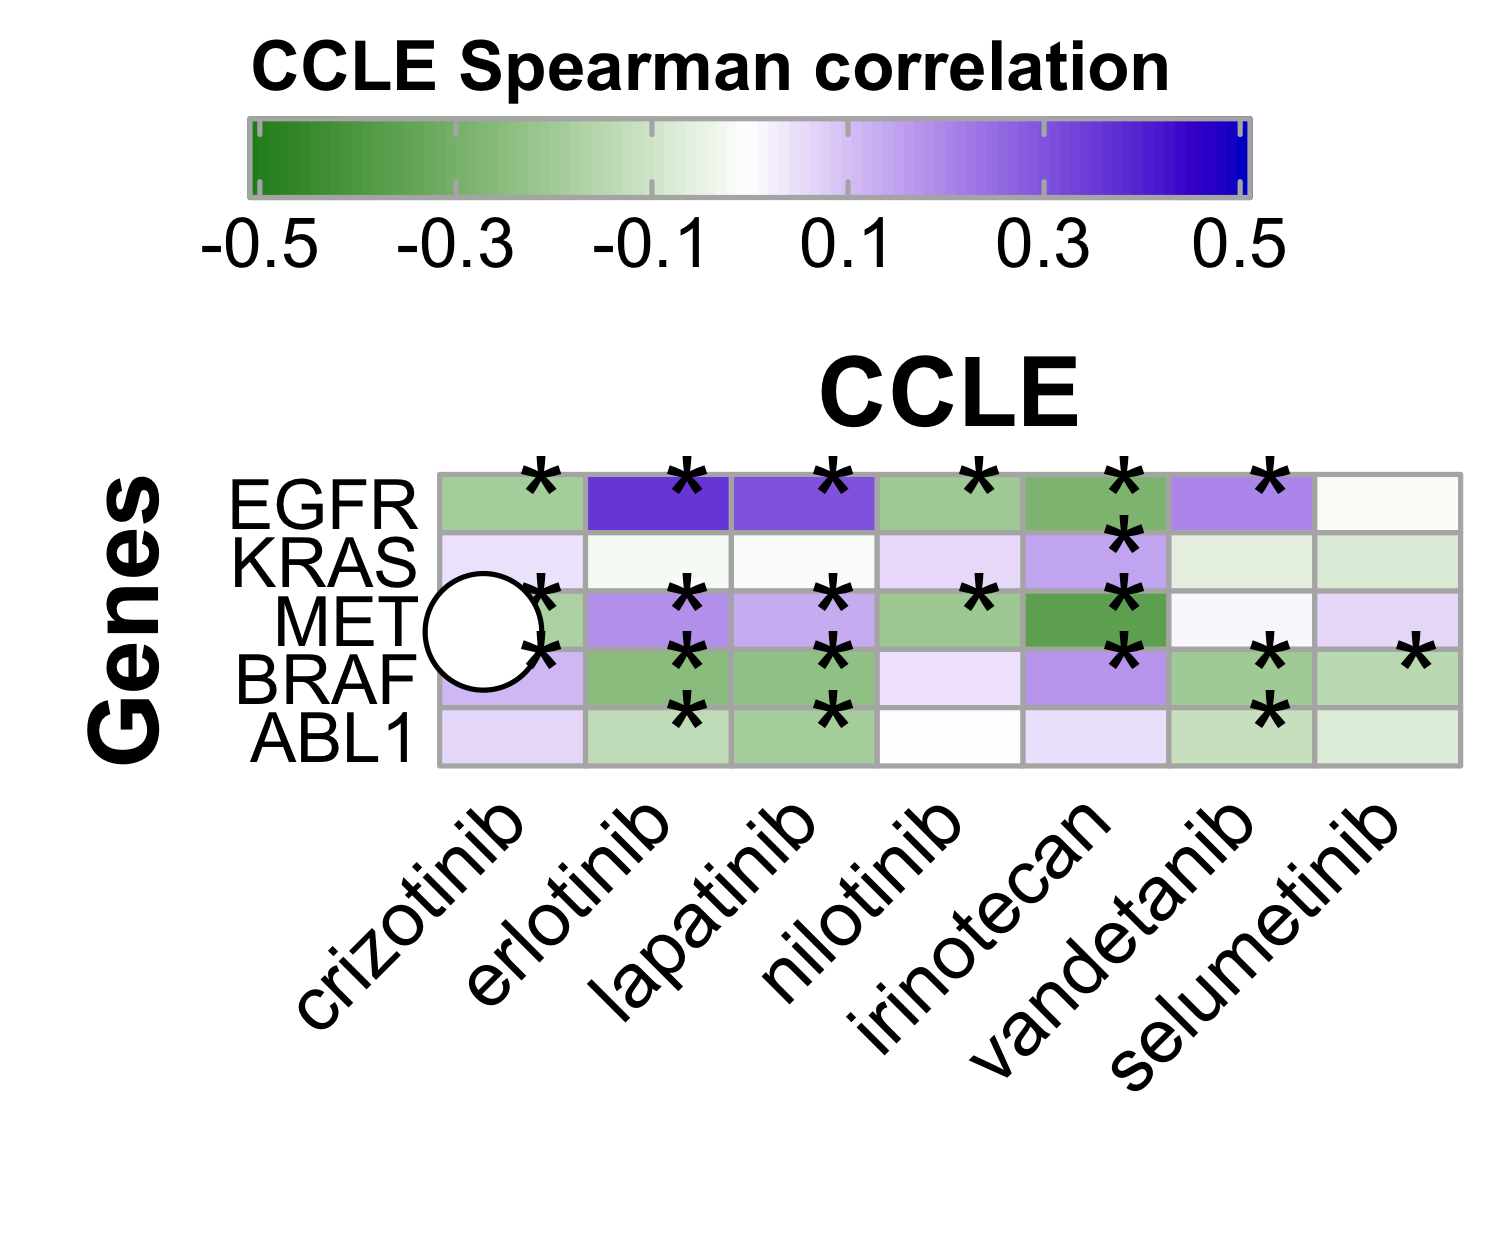 CCLE Spearman correlation
-0.5 -0.3 -0.1 0.1 0.3 0.5
CCLE
Genes
EGFR * * * * * *
KRAS *
MET * * * * *
BRAF * * * * * *
ABL1 * * *
crizotinib erlotinib lapatinib nilotinib irinotecan vandetanib selumetinib